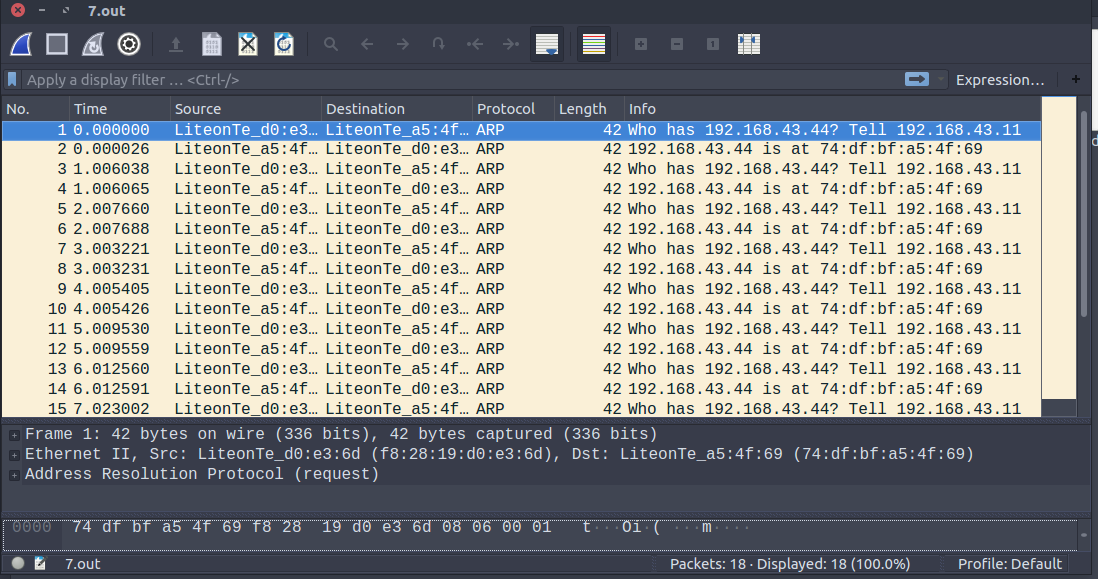 7.out
Apply a display filter … <Ctrl-/> Expression… +
No. Time Source Destination Protocol Length Info
1 0.000000 LiteonTe_d0:e3… LiteonTe_a5:4f… ARP 42 Who has 192.168.43.44? Tell 192.168.43.11
2 0.000026 LiteonTe_a5:4f… LiteonTe_d0:e3… ARP 42 192.168.43.44 is at 74:df:bf:a5:4f:69
3 1.006038 LiteonTe_d0:e3… LiteonTe_a5:4f… ARP 42 Who has 192.168.43.44? Tell 192.168.43.11
4 1.006065 LiteonTe_a5:4f… LiteonTe_d0:e3… ARP 42 192.168.43.44 is at 74:df:bf:a5:4f:69
5 2.007660 LiteonTe_d0:e3… LiteonTe_a5:4f… ARP 42 Who has 192.168.43.44? Tell 192.168.43.11
6 2.007688 LiteonTe_a5:4f… LiteonTe_d0:e3… ARP 42 192.168.43.44 is at 74:df:bf:a5:4f:69
7 3.003221 LiteonTe_d0:e3… LiteonTe_a5:4f… ARP 42 Who has 192.168.43.44? Tell 192.168.43.11
8 3.003231 LiteonTe_a5:4f… LiteonTe_d0:e3… ARP 42 192.168.43.44 is at 74:df:bf:a5:4f:69
9 4.005405 LiteonTe_d0:e3… LiteonTe_a5:4f… ARP 42 Who has 192.168.43.44? Tell 192.168.43.11
10 4.005426 LiteonTe_a5:4f… LiteonTe_d0:e3… ARP 42 192.168.43.44 is at 74:df:bf:a5:4f:69
11 5.009530 LiteonTe_d0:e3… LiteonTe_a5:4f… ARP 42 Who has 192.168.43.44? Tell 192.168.43.11
12 5.009559 LiteonTe_a5:4f… LiteonTe_d0:e3… ARP 42 192.168.43.44 is at 74:df:bf:a5:4f:69
13 6.012560 LiteonTe_d0:e3… LiteonTe_a5:4f… ARP 42 Who has 192.168.43.44? Tell 192.168.43.11
14 6.012591 LiteonTe_a5:4f… LiteonTe_d0:e3… ARP 42 192.168.43.44 is at 74:df:bf:a5:4f:69
15 7.023002 LiteonTe_d0:e3… LiteonTe_a5:4f… ARP 42 Who has 192.168.43.44? Tell 192.168.43.11
Frame 1: 42 bytes on wire (336 bits), 42 bytes captured (336 bits)
Ethernet II, Src: LiteonTe_d0:e3:6d (f8:28:19:d0:e3:6d), Dst: LiteonTe_a5:4f:69 (74:df:bf:a5:4f:69)
Address Resolution Protocol (request)
0000 74 df bf a5 4f 69 f8 28 19 d0 e3 6d 08 06 00 01 t···Oi·( ···m····
7.out Packets: 18 · Displayed: 18 (100.0%) Profile: Default